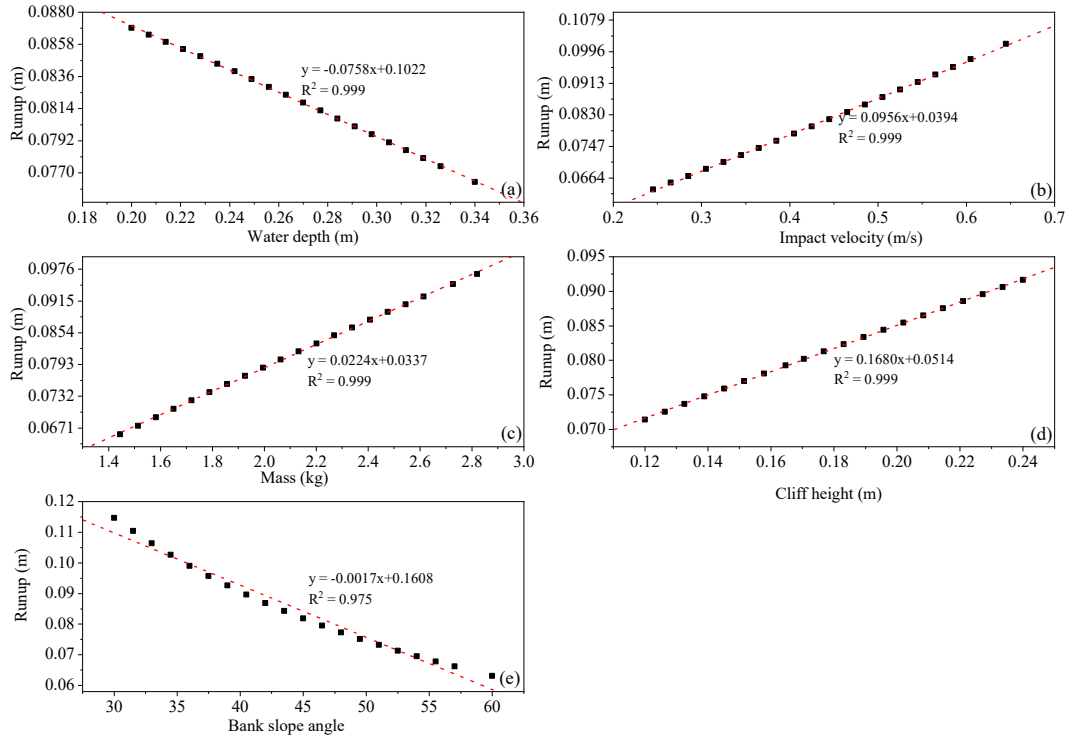 0.0880
0.0858
0.0836
0.0814
0.0792
0.0770
Runup (m)
y = -0.0758x+0.1022
R² = 0.999
(a)
0.18 0.20 0.22 0.24 0.26 0.28 0.30 0.32 0.34 0.36
Water depth (m)
0.1079
0.0996
0.0913
0.0830
0.0747
0.0664
Runup (m)
y = 0.0956x+0.0394
R² = 0.999
(b)
0.2 0.3 0.4 0.5 0.6 0.7
Impact velocity (m/s)
0.0976
0.0915
0.0854
0.0793
0.0732
0.0671
Runup (m)
y = 0.0224x+0.0337
R² = 0.999
(c)
1.4 1.6 1.8 2.0 2.2 2.4 2.6 2.8 3.0
Mass (kg)
0.095
0.090
0.085
0.080
0.075
0.070
Runup (m)
y = 0.1680x+0.0514
R² = 0.999
(d)
0.12 0.14 0.16 0.18 0.20 0.22 0.24
Cliff height (m)
0.12
0.11
0.10
0.09
0.08
0.07
0.06
Runup (m)
y = -0.0017x+0.1608
R² = 0.975
(e)
30 35 40 45 50 55 60
Bank slope angle